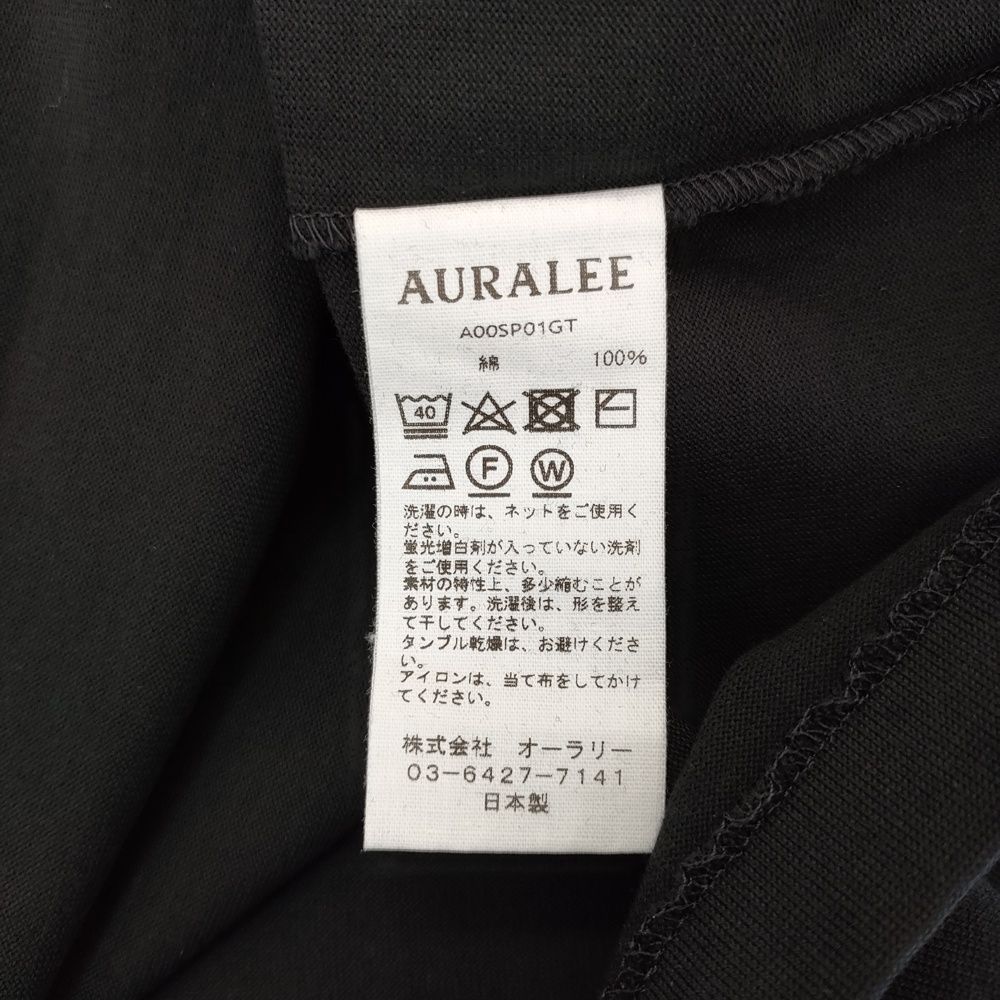 AURALEE
A00SP01GT
綿 100%
40
F W
洗濯の時は、ネットをご使用く
ださい。
蛍光増白剤が入っていない洗剤
をご使用ください。
素材の特性上、多少縮むことが
あります。洗濯後は、形を整え
て干してください。
タンブル乾燥は、お避けくださ
い。
アイロンは、当て布をしてかけ
てください。
株式会社 オーラリー
03-6427-7141
日本製